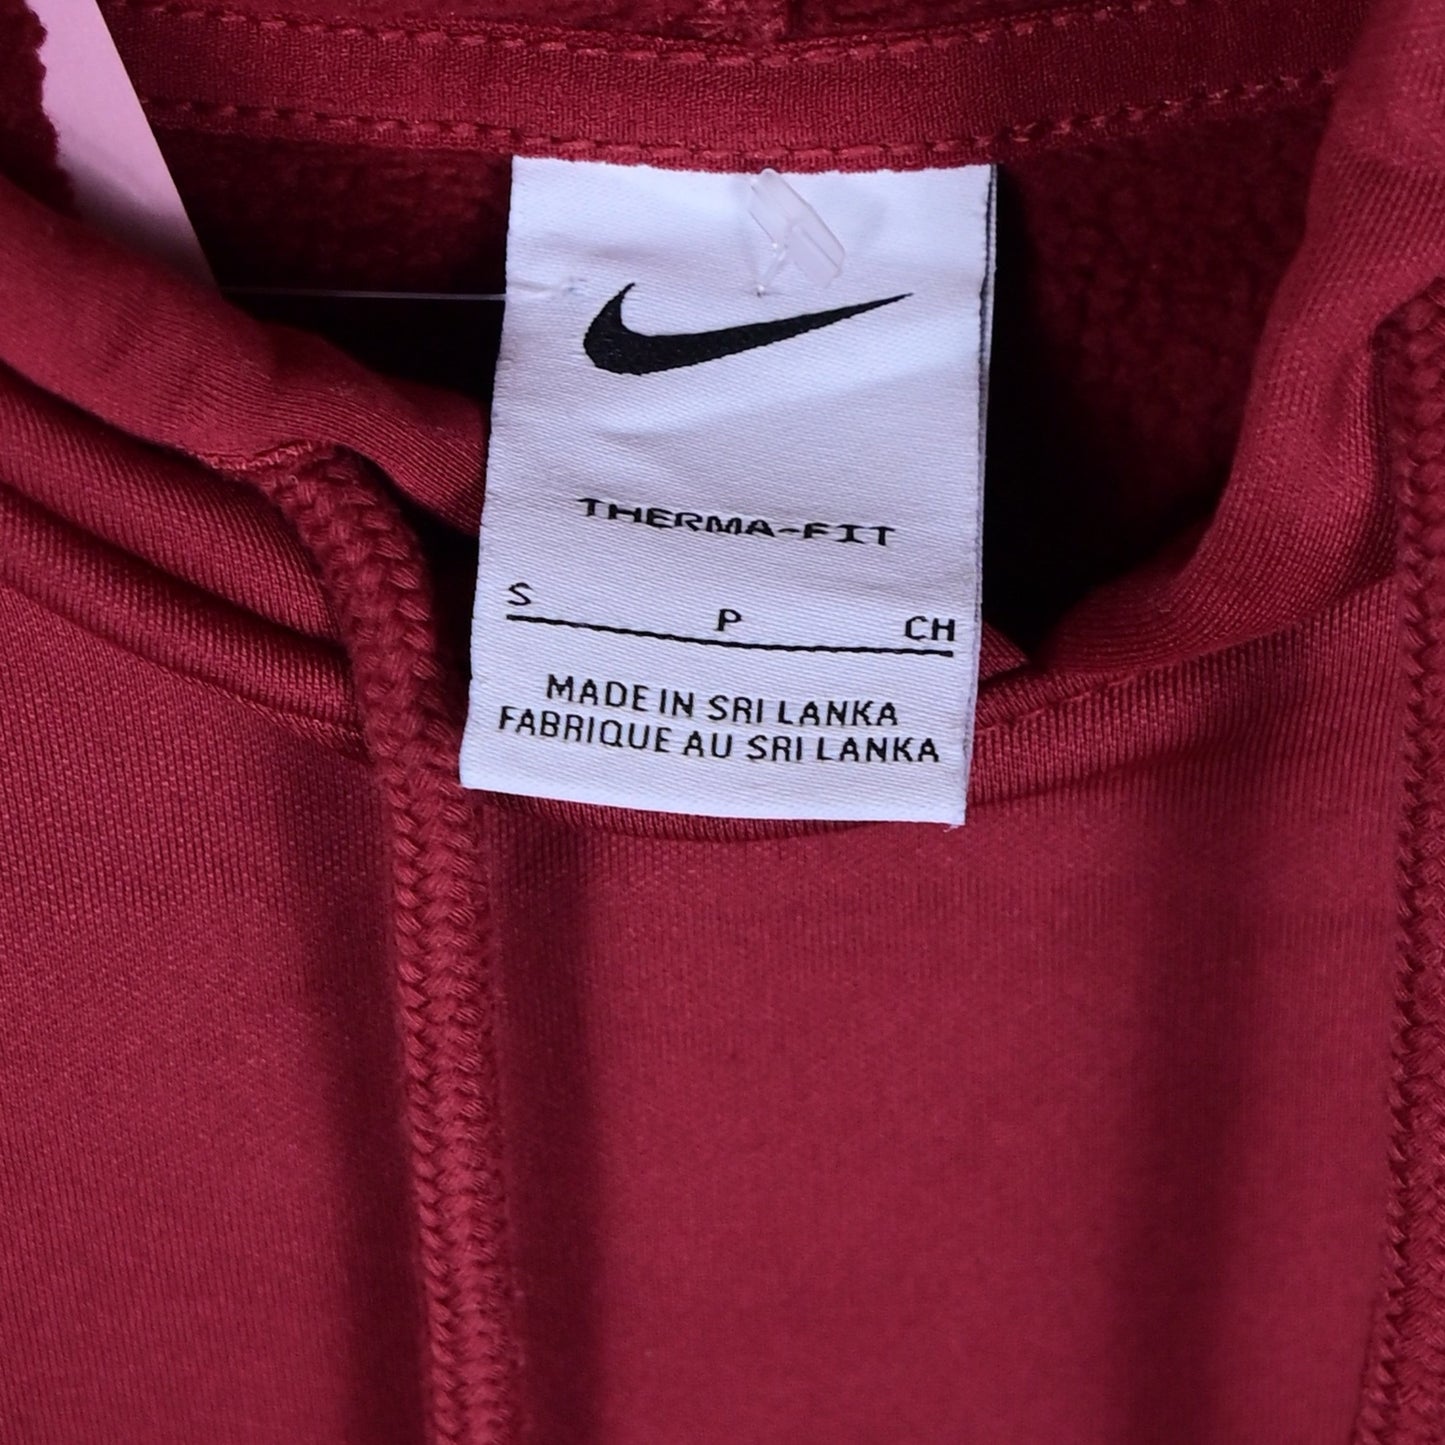 THERMA-FIT
S P CH
MADE IN SRI LANKA
FABRIQUE AU SRI LANKA